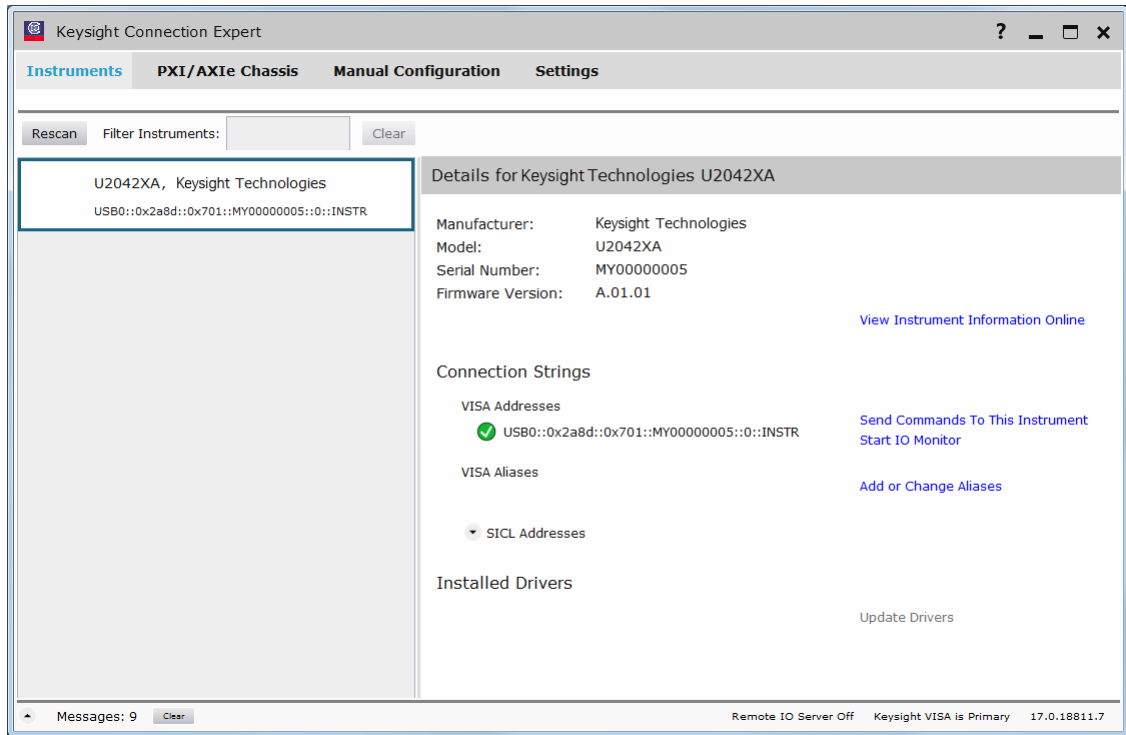 Keysight Connection Expert
?
Instruments PXI/AXIe Chassis Manual Configuration Settings
Rescan Filter Instruments: Clear
U2042XA, Keysight Technologies
USB0::0x2a8d::0x701::MY00000005::0::INSTR
Details for Keysight Technologies U2042XA
Manufacturer: Keysight Technologies
Model: U2042XA
Serial Number: MY00000005
Firmware Version: A.01.01
View Instrument Information Online
Connection Strings
VISA Addresses
USB0::0x2a8d::0x701::MY00000005::0::INSTR
Send Commands To This Instrument
Start IO Monitor
VISA Aliases
Add or Change Aliases
SICL Addresses
Installed Drivers
Update Drivers
Messages: 9 Clear Remote IO Server Off Keysight VISA is Primary 17.0.18811.7